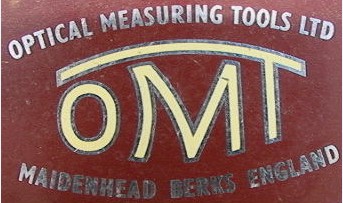 OPTICAL MEASURING TOOLS LTD
OMT
MAIDENHEAD BERKS ENGLAND